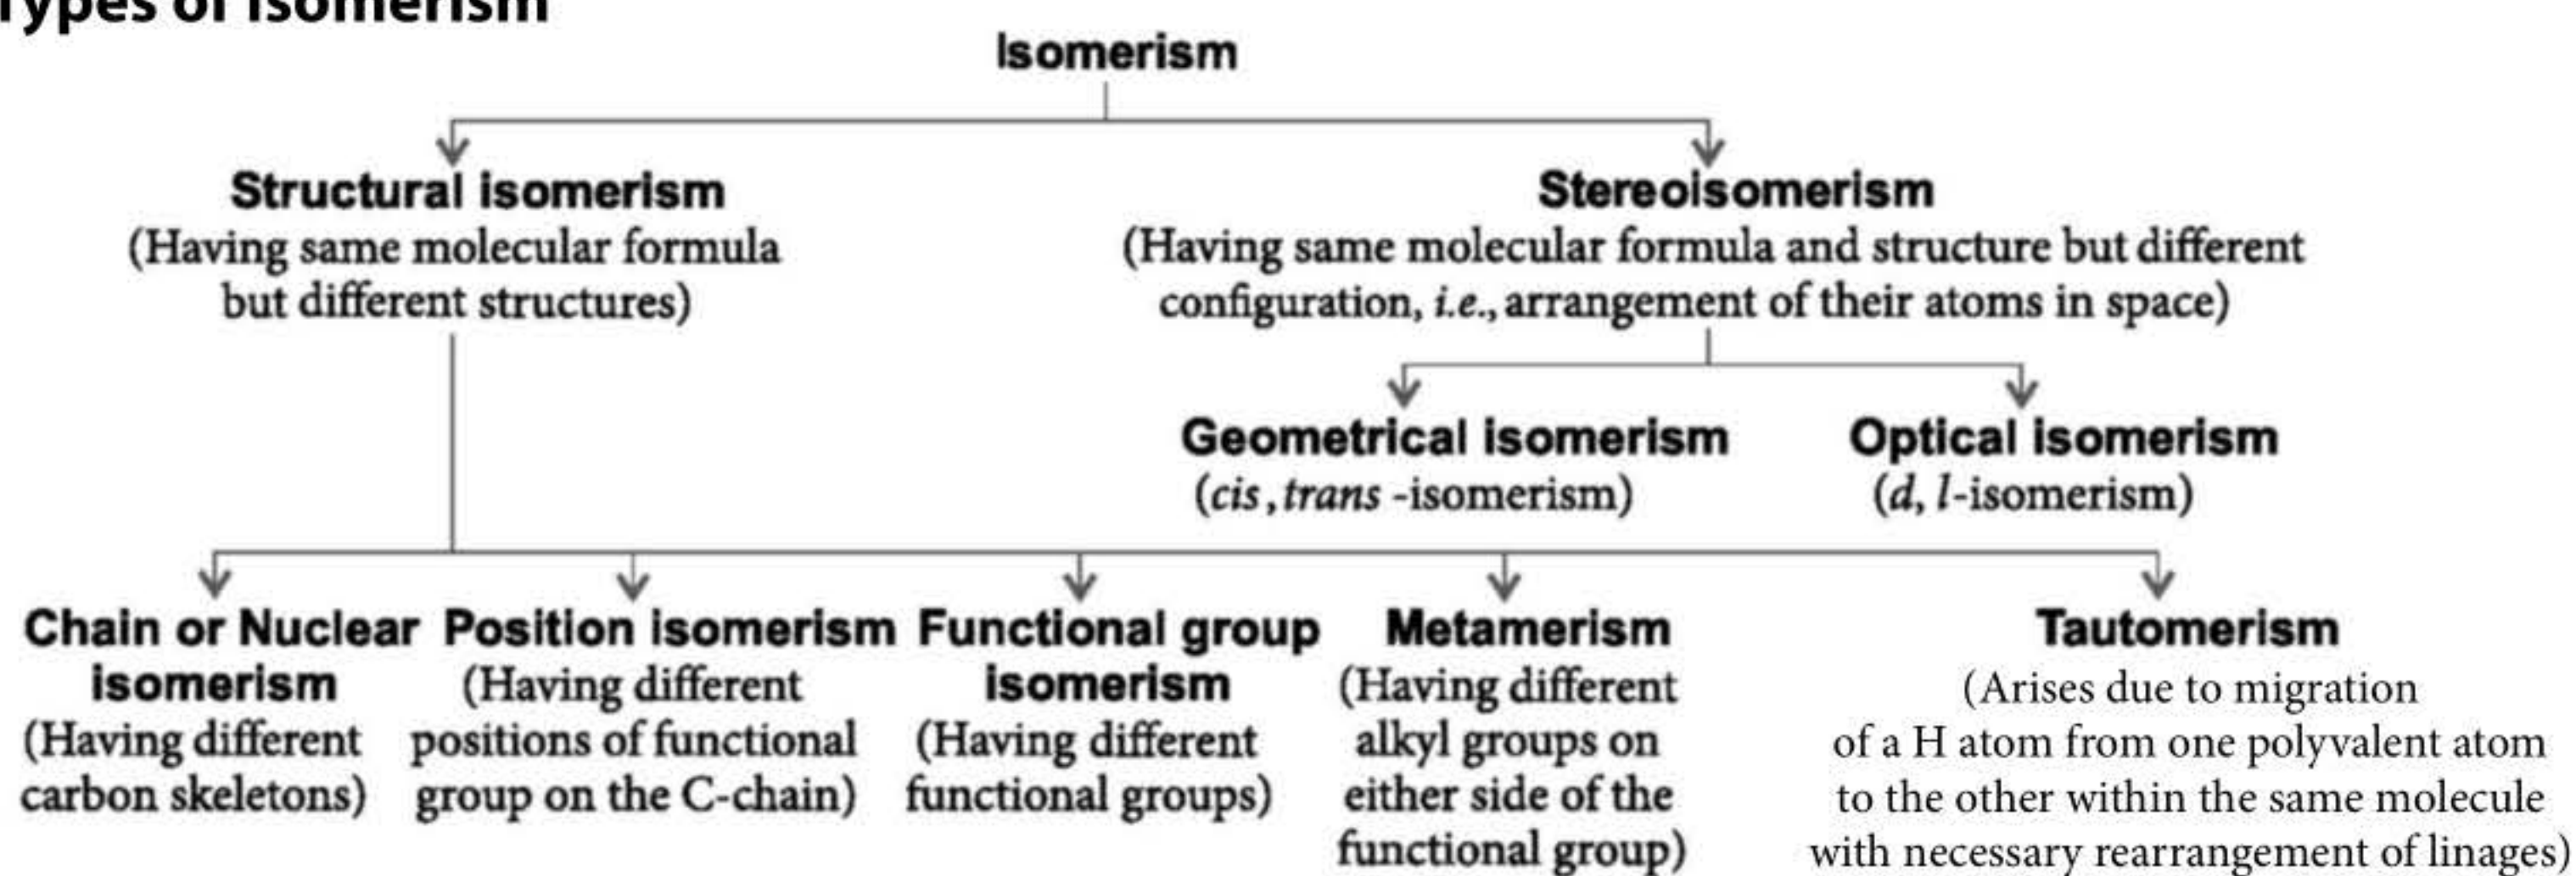 Types of Isomerism
Isomerism
Structural isomerism
(Having same molecular formula
but different structures)
Stereoisomerism
(Having same molecular formula and structure but different
configuration, i.e., arrangement of their atoms in space)
Geometrical isomerism
(cis, trans -isomerism)
Optical isomerism
(d, l-isomerism)
Chain or Nuclear
isomerism
(Having different
carbon skeletons)
Position isomerism
(Having different
positions of functional
group on the C-chain)
Functional group
isomerism
(Having different
functional groups)
Metamerism
(Having different
alkyl groups on
either side of the
functional group)
Tautomerism
(Arises due to migration
of a H atom from one polyvalent atom
to the other within the same molecule
with necessary rearrangement of linages)